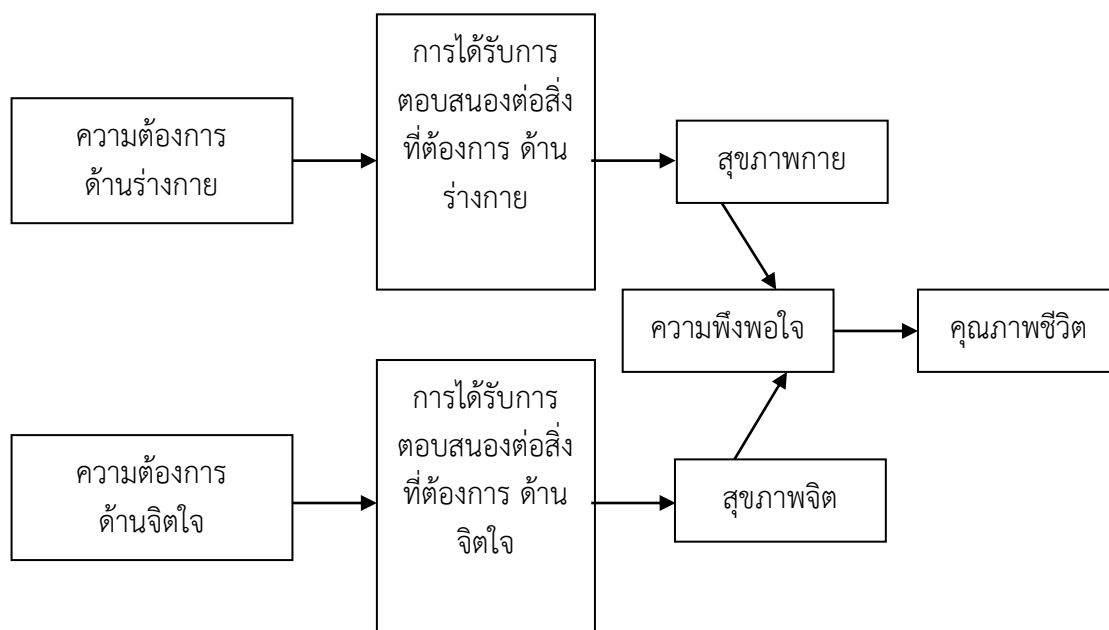 ความต้องการ
ด้านร่างกาย
การได้รับการ
ตอบสนองต่อสิ่ง
ที่ต้องการ ด้าน
ร่างกาย
สุขภาพกาย
ความพึงพอใจ
คุณภาพชีวิต
ความต้องการ
ด้านจิตใจ
การได้รับการ
ตอบสนองต่อสิ่ง
ที่ต้องการ ด้าน
จิตใจ
สุขภาพจิต